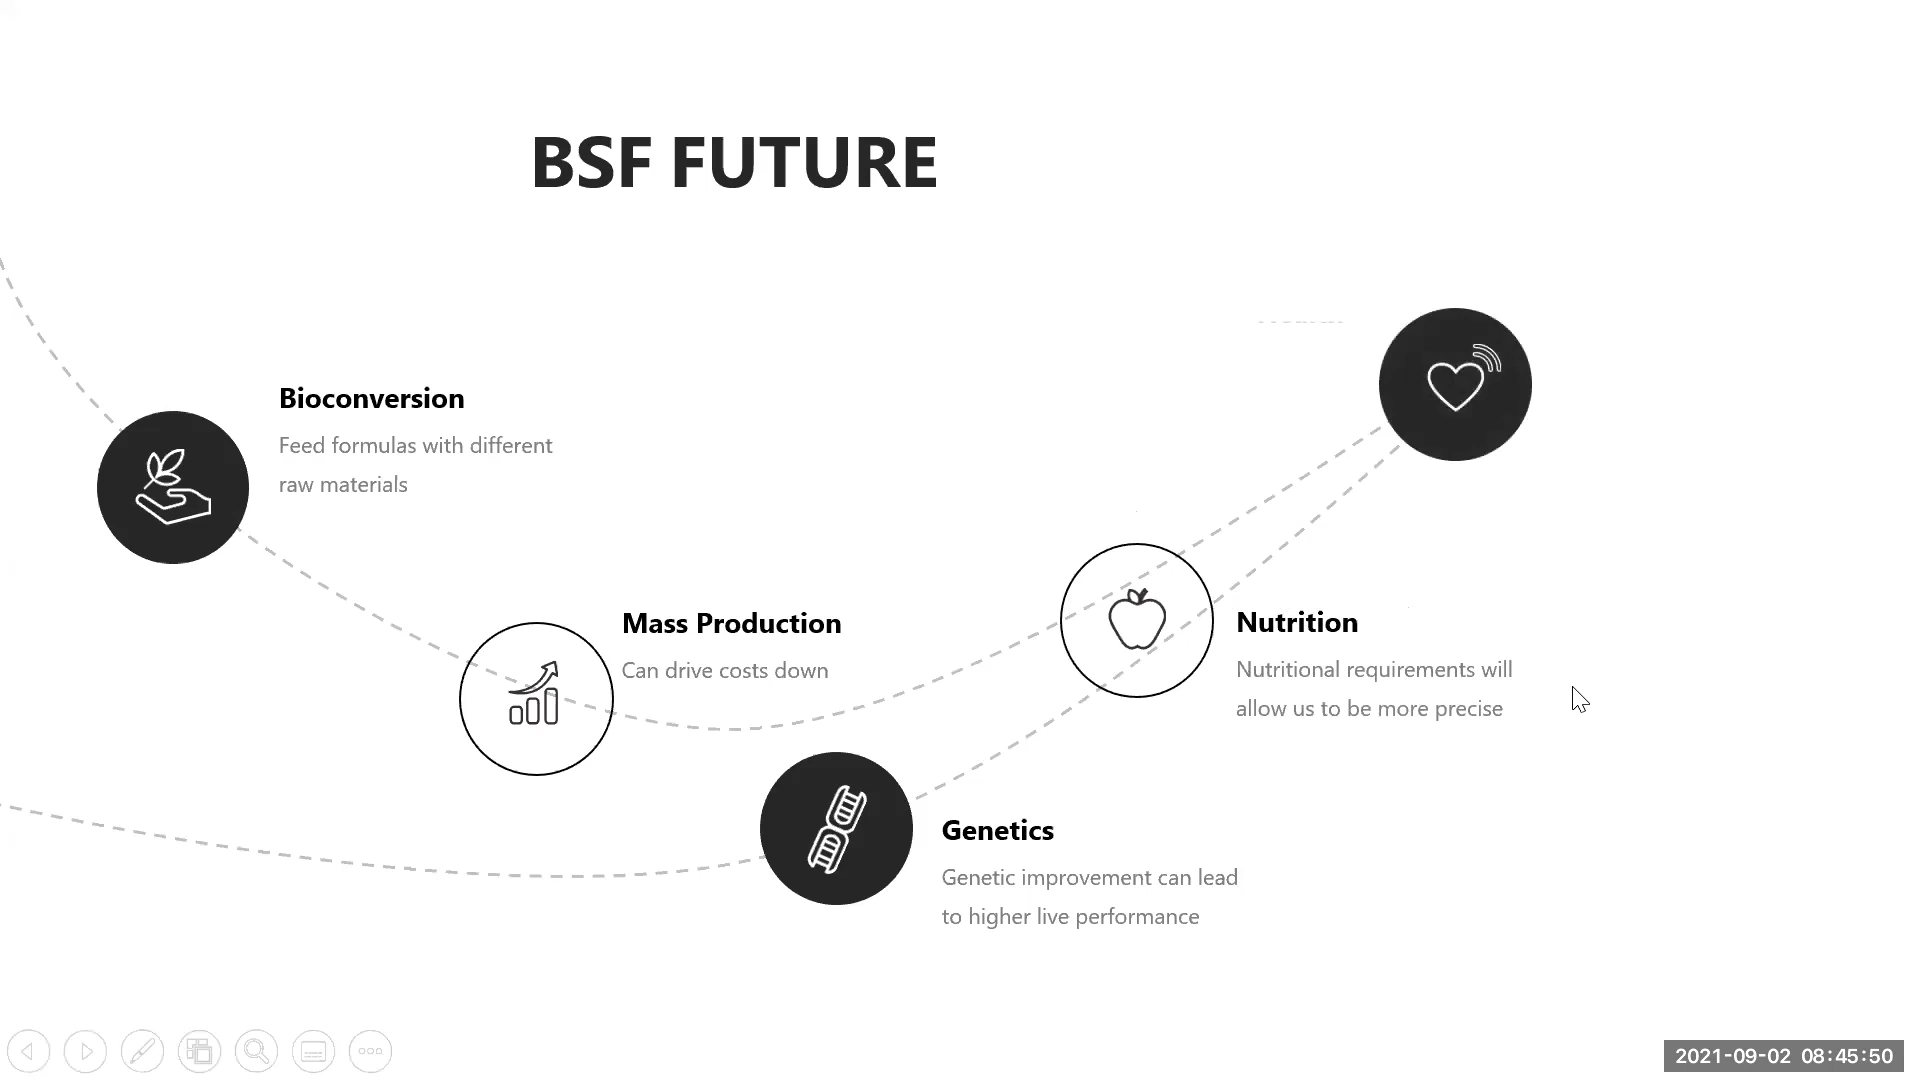 BSF FUTURE
Bioconversion
Feed formulas with different
raw materials
Mass Production
Can drive costs down
Nutrition
Nutritional requirements will
allow us to be more precise
Genetics
Genetic improvement can lead
to higher live performance
2021-09-02 08:45:50